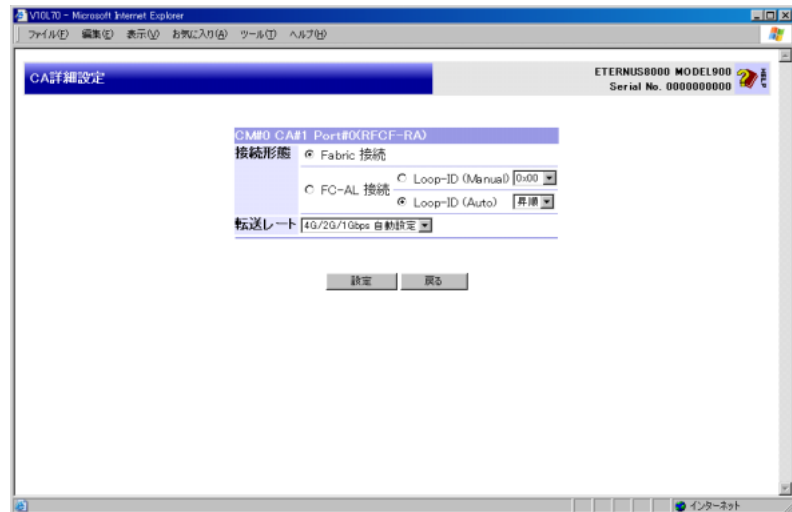 V10L70 - Microsoft Internet Explorer
ファイル(F) 編集(E) 表示(V) お気に入り(A) ツール(T) ヘルプ(H)
CA詳細設定
ETERNUS8000 MODEL900
Serial No. 0000000000
HELP
CM#0 CA#1 Port#0(RFCF-RA)
接続形態 Fabric 接続
FC-AL 接続 Loop-ID (Manual) 0x00
Loop-ID (Auto) 昇順
転送レート 4G/2G/1Gbps 自動設定
設定 戻る
インターネット